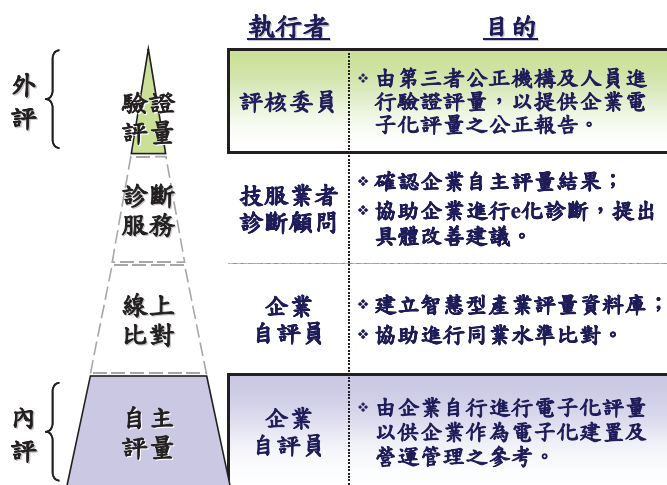 執行者
目的
外
評
驗證
評量
評核委員
❖由第三者公正機構及人員進
行驗證評量，以提供企業電
子化評量之公正報告。
診斷
服務
技服業者
診斷顧問
❖確認企業自主評量結果；
❖協助企業進行e化診斷，提出
具體改善建議。
線上
比對
企業
自評員
❖建立智慧型產業評量資料庫；
❖協助進行同業水準比對。
內
評
自主
評量
企業
自評員
❖由企業自行進行電子化評量
以供企業作為電子化建置及
營運管理之參考。